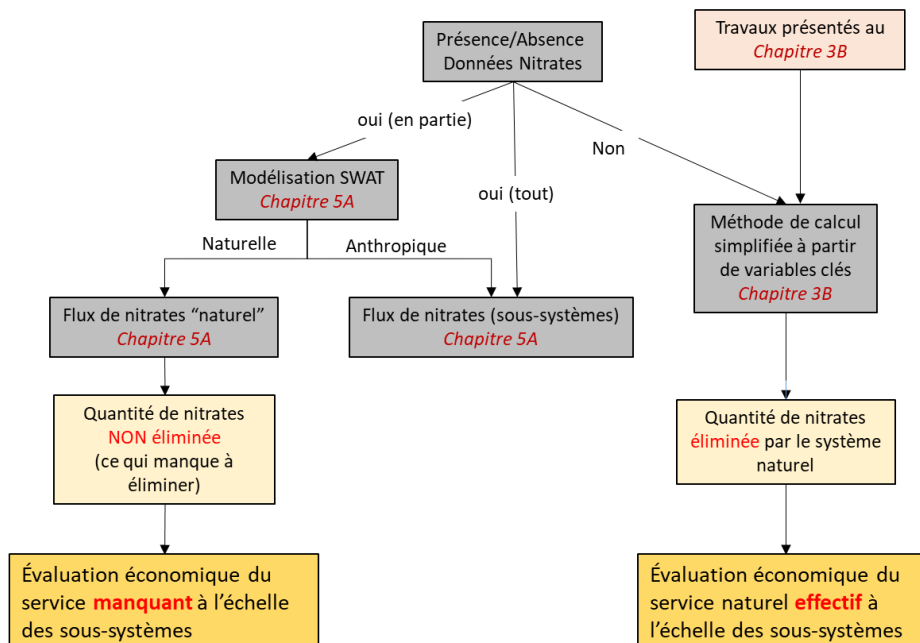 Présence/Absence
Données Nitrates
Travaux présentés au
Chapitre 3B
oui (en partie)
Non
oui (tout)
Modélisation SWAT
Chapitre 5A
Naturelle
Anthropique
Méthode de calcul
simplifiée à partir
de variables clés
Chapitre 3B
Flux de nitrates “naturel”
Chapitre 5A
Flux de nitrates (sous-systèmes)
Chapitre 5A
Quantité de nitrates
NON éliminée
(ce qui manque à
éliminer)
Quantité de nitrates
éliminée par le système
naturel
Évaluation économique du
service manquant à l’échelle
des sous-systèmes
Évaluation économique du
service naturel effectif à
l’échelle des sous-systèmes